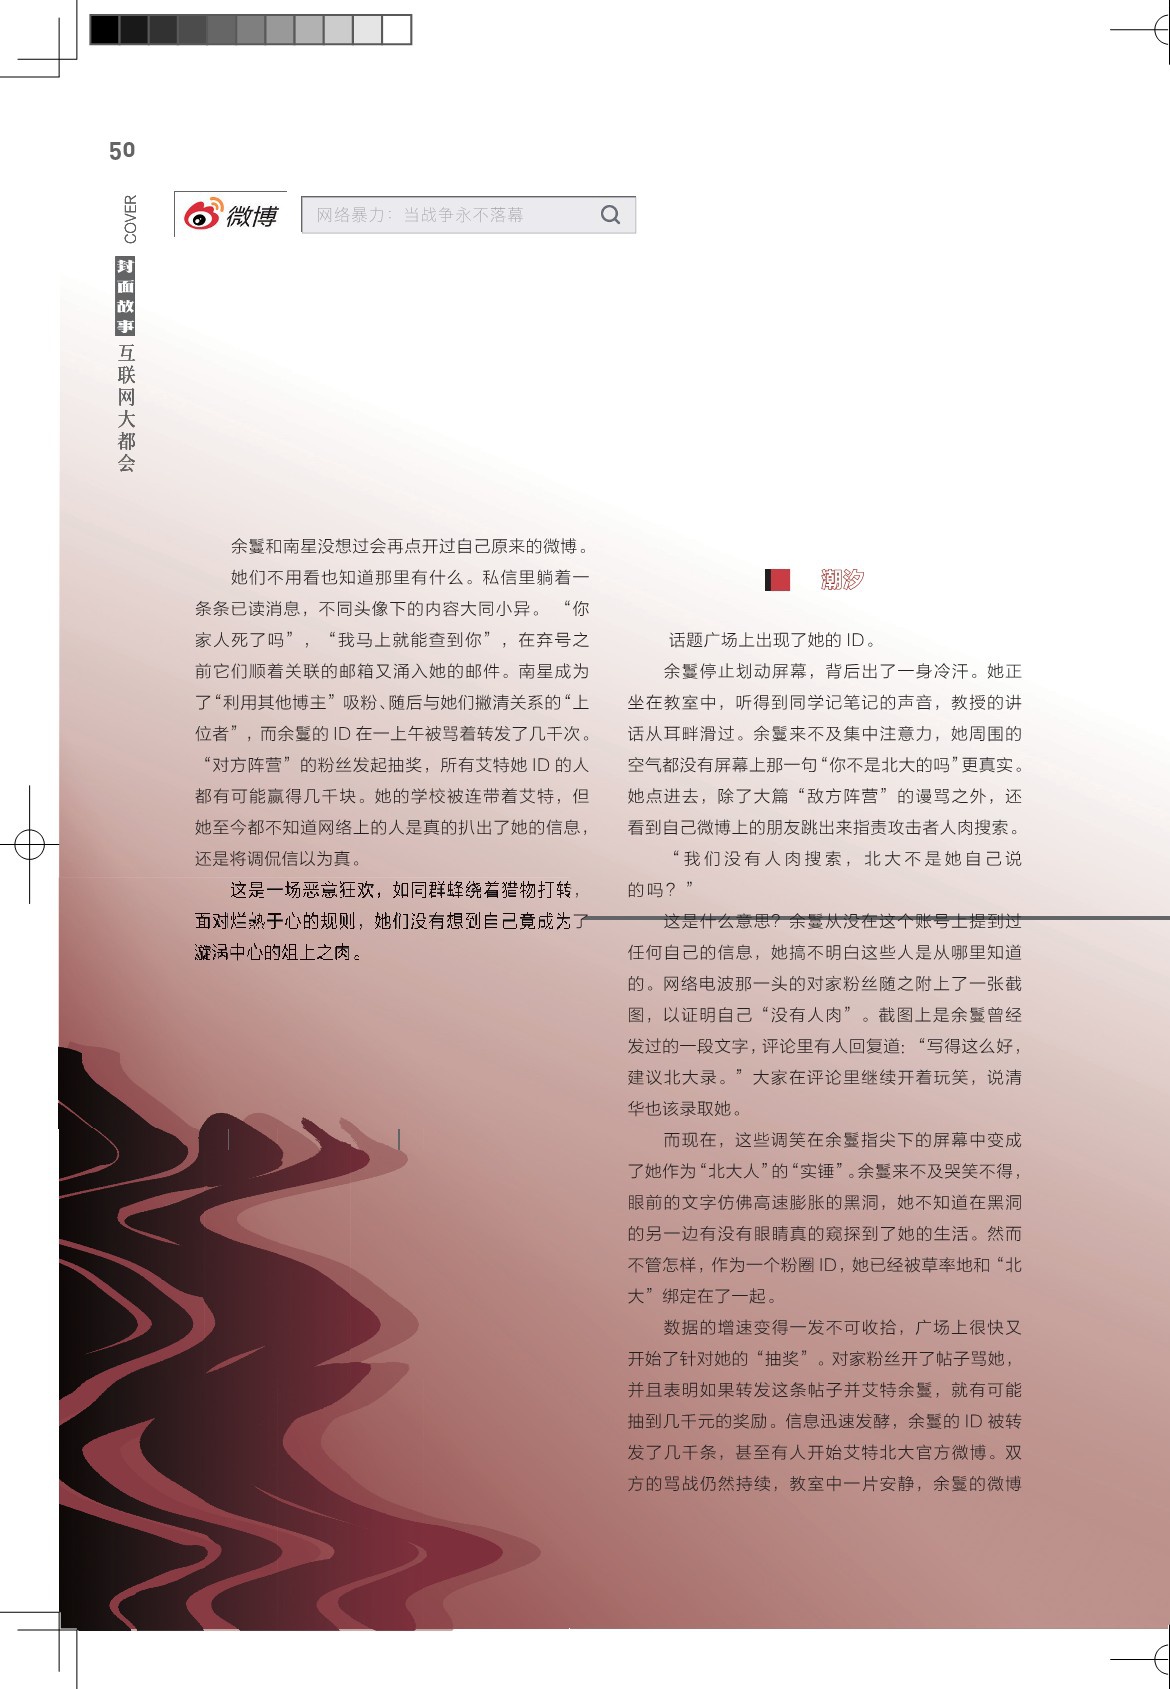 50
COVER
封面故事
互联网大都会
微博
网络暴力：当战争永不落幕
余鬘和南星没想过会再点开过自己原来的微博。
她们不用看也知道那里有什么。私信里躺着一
条条已读消息，不同头像下的内容大同小异。“你
家人死了吗”，“我马上就能查到你”，在弃号之
前它们顺着关联的邮箱又涌入她的邮件。南星成为
了“利用其他博主”吸粉、随后与她们撇清关系的“上
位者”，而余鬘的 ID 在一上午被骂着转发了几千次。
“对方阵营”的粉丝发起抽奖，所有艾特她 ID 的人
都有可能赢得几千块。她的学校被连带着艾特，但
她至今都不知道网络上的人是真的扒出了她的信息，
还是将调侃信以为真。
这是一场恶意狂欢，如同群蜂绕着猎物打转，
面对烂熟于心的规则，她们没有想到自己竟成为了
漩涡中心的俎上之肉。
潮汐
话题广场上出现了她的 ID。
余鬘停止划动屏幕，背后出了一身冷汗。她正
坐在教室中，听得到同学记笔记的声音，教授的讲
话从耳畔滑过。余鬘来不及集中注意力，她周围的
空气都没有屏幕上那一句“你不是北大的吗”更真实。
她点进去，除了大篇“敌方阵营”的谩骂之外，还
看到自己微博上的朋友跳出来指责攻击者人肉搜索。
“我们没有人肉搜索，北大不是她自己说
的吗？”
这是什么意思？余鬘从没在这个账号上提到过
任何自己的信息，她搞不明白这些人是从哪里知道
的。网络电波那一头的对家粉丝随之附上了一张截
图，以证明自己“没有人肉”。截图上是余鬘曾经
发过的一段文字，评论里有人回复道：“写得这么好，
建议北大录。”大家在评论里继续开着玩笑，说清
华也该录取她。
而现在，这些调笑在余鬘指尖下的屏幕中变成
了她作为“北大人”的“实锤”。余鬘来不及哭笑不得，
眼前的文字仿佛高速膨胀的黑洞，她不知道在黑洞
的另一边有没有眼睛真的窥探到了她的生活。然而
不管怎样，作为一个粉圈 ID，她已经被草率地和“北
大”绑定在了一起。
数据的增速变得一发不可收拾，广场上很快又
开始了针对她的“抽奖”。对家粉丝开了帖子骂她，
并且表明如果转发这条帖子并艾特余鬘，就有可能
抽到几千元的奖励。信息迅速发酵，余鬘的 ID 被转
发了几千条，甚至有人开始艾特北大官方微博。双
方的骂战仍然持续，教室中一片安静，余鬘的微博